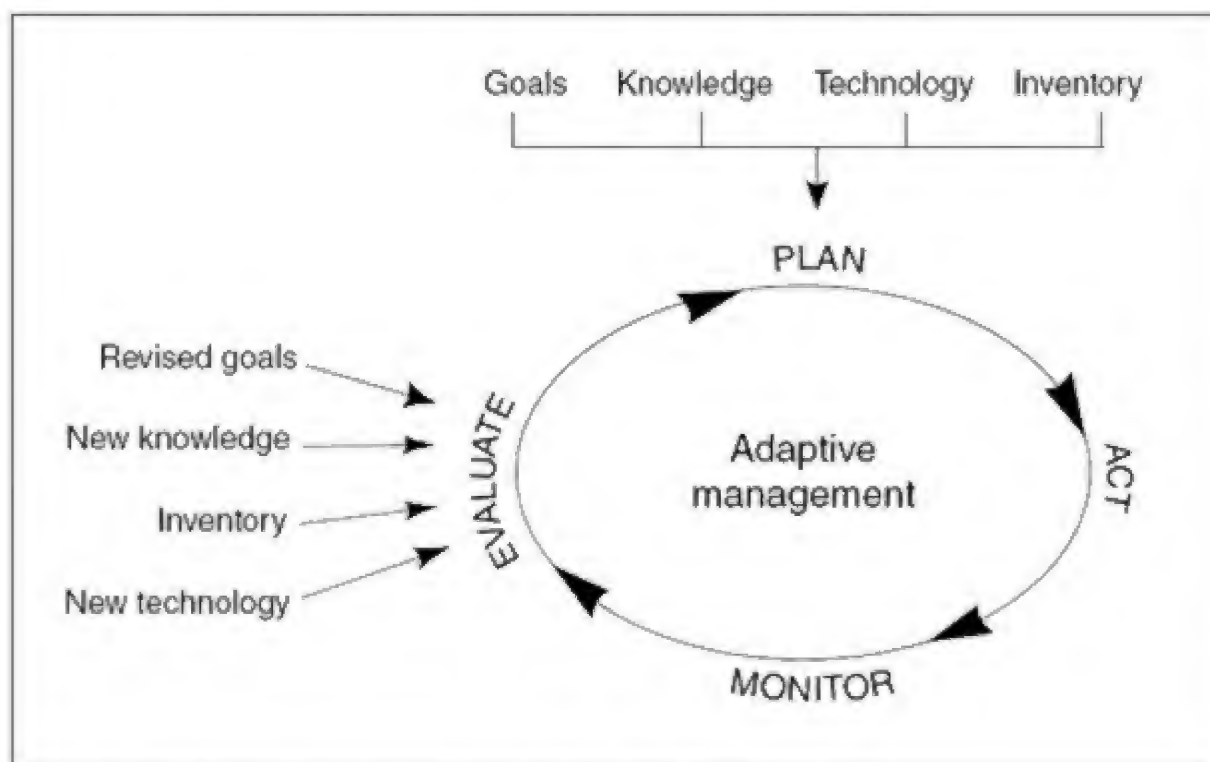 Goals Knowledge Technology Inventory
PLAN
Revised goals
New knowledge
Inventory
New technology
EVALUATE
Adaptive
management
ACT
MONITOR